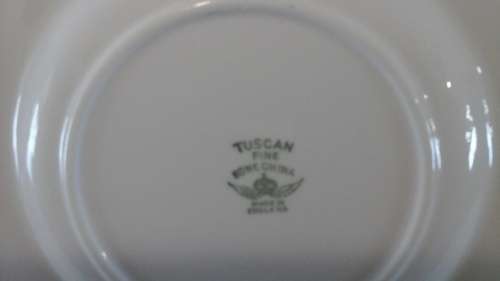 TUSCAN
FINE
BONE CHINA
MADE IN
ENGLAND